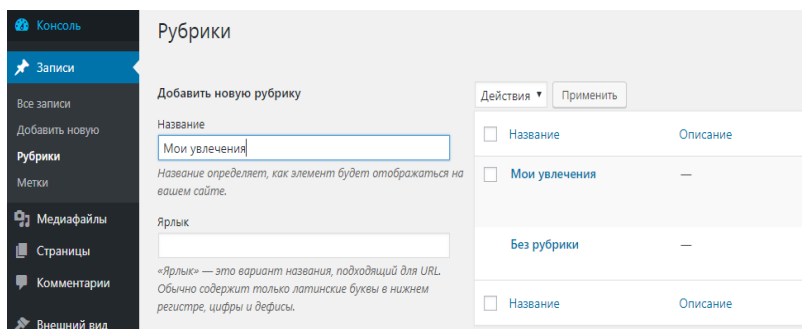 Консоль
Записи
Все записи
Добавить новую
Рубрики
Метки
Медиафайлы
Страницы
Комментарии
Внешний вид
Рубрики
Добавить новую рубрику
Название
Мои увлечения
Название определяет, как элемент будет отображаться на
вашем сайте.
Ярлык
«Ярлык» — это вариант названия, подходящий для URL.
Обычно содержит только латинские буквы в нижнем
регистре, цифры и дефисы.
Действия Применить
Название Описание
Мои увлечения —
Без рубрики —
Название Описание